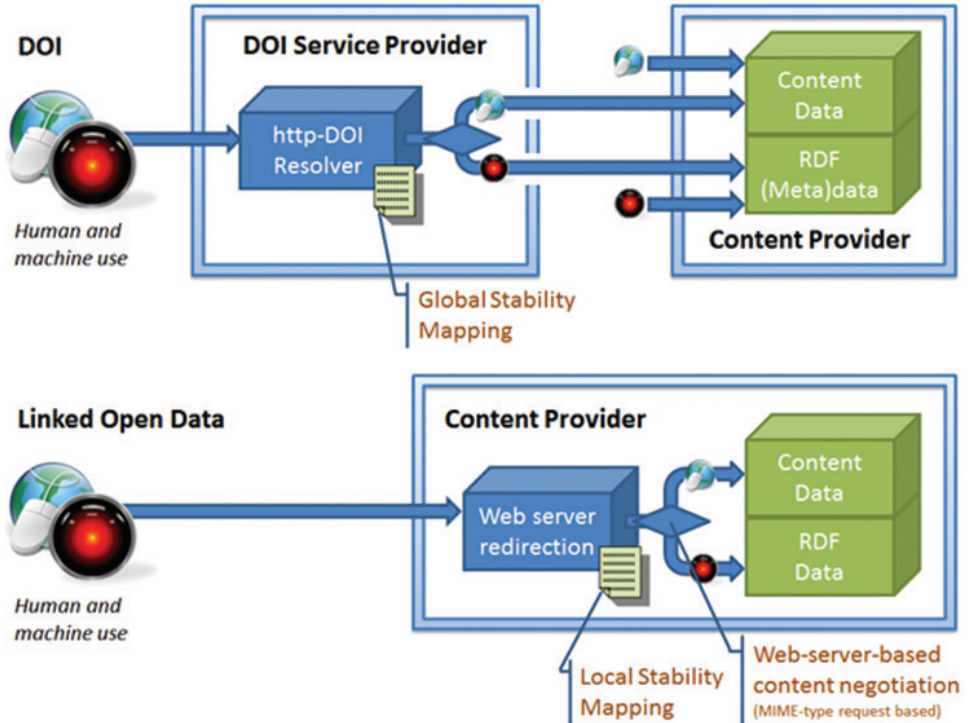 DOI
DOI Service Provider
http-DOI
Resolver
Content
Data
RDF
(Meta)data
Content Provider
Human and
machine use
Global Stability
Mapping
Linked Open Data
Content Provider
Web server
redirection
Content
Data
RDF
Data
Human and
machine use
Local Stability
Mapping
Web-server-based
content negotiation
(MIME-type request based)